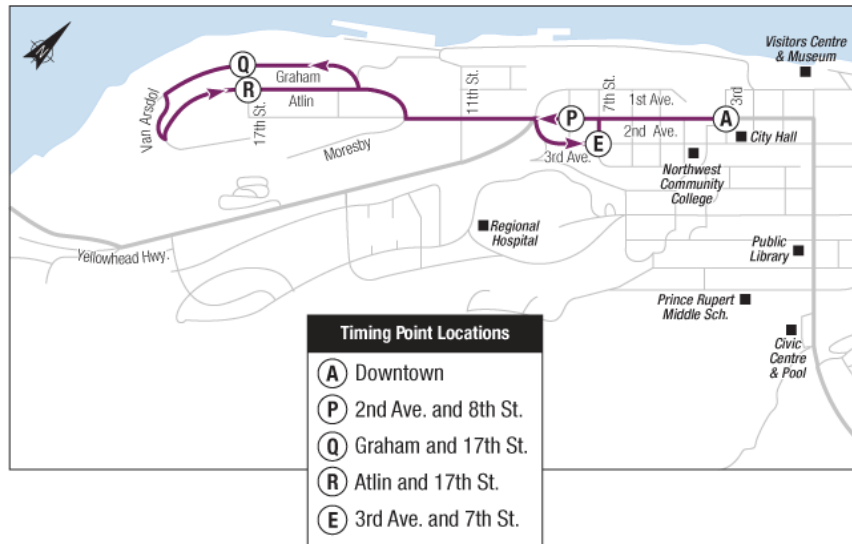 N
Visitors Centre
& Museum
Q
Graham
R
Atlin
Van Arsdol
17th St.
11th St.
7th St.
1st Ave.
3rd
P
A
2nd Ave.
City Hall
E
3rd Ave.
Moresby
Northwest
Community
College
Regional
Hospital
Yellowhead Hwy.
Public
Library
Prince Rupert
Middle Sch.
Civic
Centre
& Pool
Timing Point Locations
A Downtown
P 2nd Ave. and 8th St.
Q Graham and 17th St.
R Atlin and 17th St.
E 3rd Ave. and 7th St.